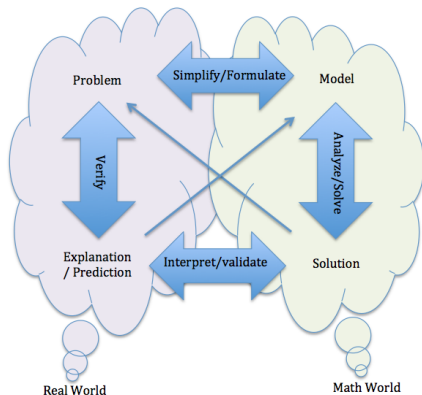 Problem
Simplify/Formulate
Model
Verify
Analyze/Solve
Explanation
/ Prediction
Interpret/validate
Solution
Real World
Math World